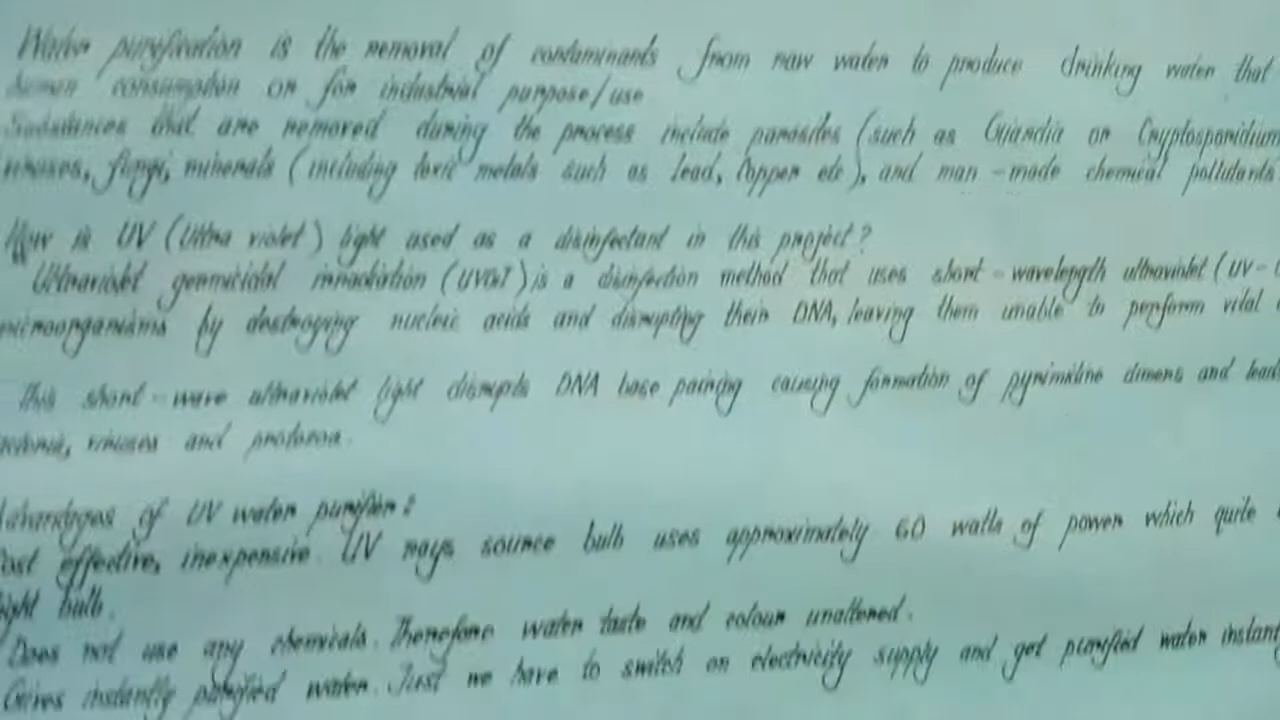 Water purification is the removal of contaminants from raw water to produce drinking water that
human consumption or for industrial purpose/use
Substances that are removed during the process include parasites (such as Giardia or Cryptosporidium
viruses, fungi, minerals (including toxic metals such as lead, Copper etc), and man-made chemical pollutants
How is UV (Ultra violet) light used as a disinfectant in this project?
Ultraviolet germicidal irradiation (UVGI) is a disinfection method that uses short-wavelength ultraviolet (UV-
microorganisms by destroying nucleic acids and disrupting their DNA, leaving them unable to perform vital
This short-wave ultraviolet light disrupts DNA base pairing causing formation of pyrimidine dimers and lead
viruses and protozoa.
of UV water purifier?
effective, inexpensive. UV rays source bulb uses approximately 60 watts of power which quite
bulb.
Does not use any chemicals. Therefore water taste and colour unaltered.
Gives instantly purified water. Just we have to switch on electricity supply and get purified water